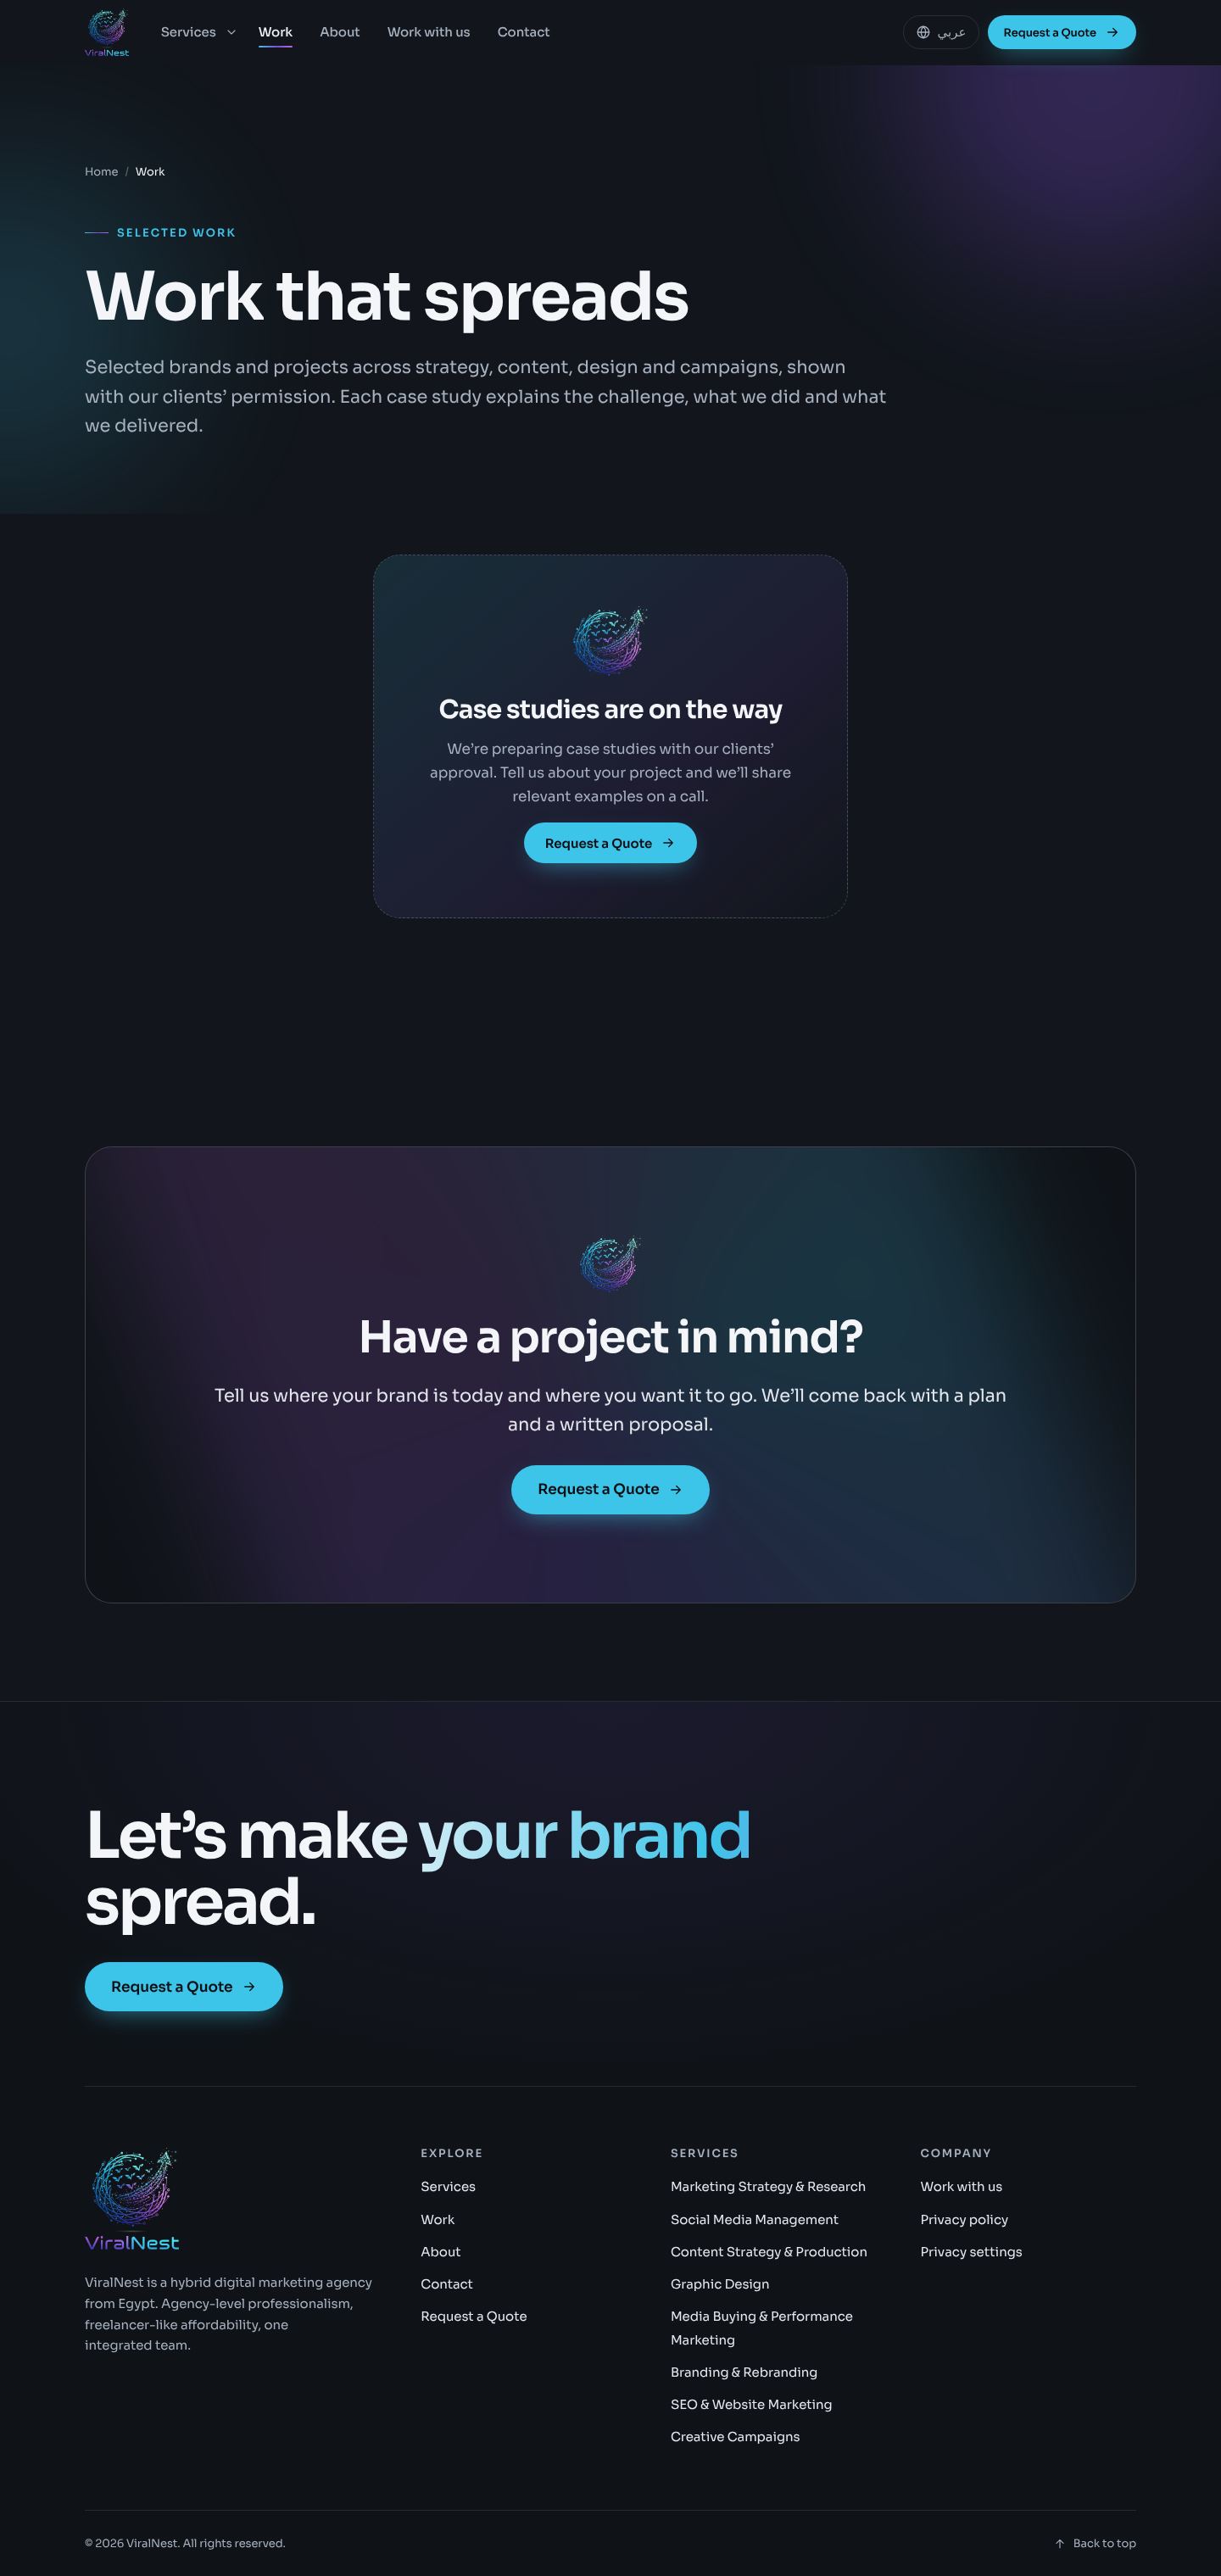 ViralNest
Services
Work
About
Work with us
Contact
عربي
Request a Quote
Home / Work
SELECTED WORK
Work that spreads
Selected brands and projects across strategy, content, design and campaigns, shown
with our clients’ permission. Each case study explains the challenge, what we did and what
we delivered.
Case studies are on the way
We’re preparing case studies with our clients’
approval. Tell us about your project and we’ll share
relevant examples on a call.
Request a Quote
Have a project in mind?
Tell us where your brand is today and where you want it to go. We’ll come back with a plan
and a written proposal.
Request a Quote
Let’s make your brand
spread.
Request a Quote
ViralNest
ViralNest is a hybrid digital marketing agency
from Egypt. Agency-level professionalism,
freelancer-like affordability, one
integrated team.
EXPLORE
Services
Work
About
Contact
Request a Quote
SERVICES
Marketing Strategy & Research
Social Media Management
Content Strategy & Production
Graphic Design
Media Buying & Performance
Marketing
Branding & Rebranding
SEO & Website Marketing
Creative Campaigns
COMPANY
Work with us
Privacy policy
Privacy settings
© 2026 ViralNest. All rights reserved.
Back to top